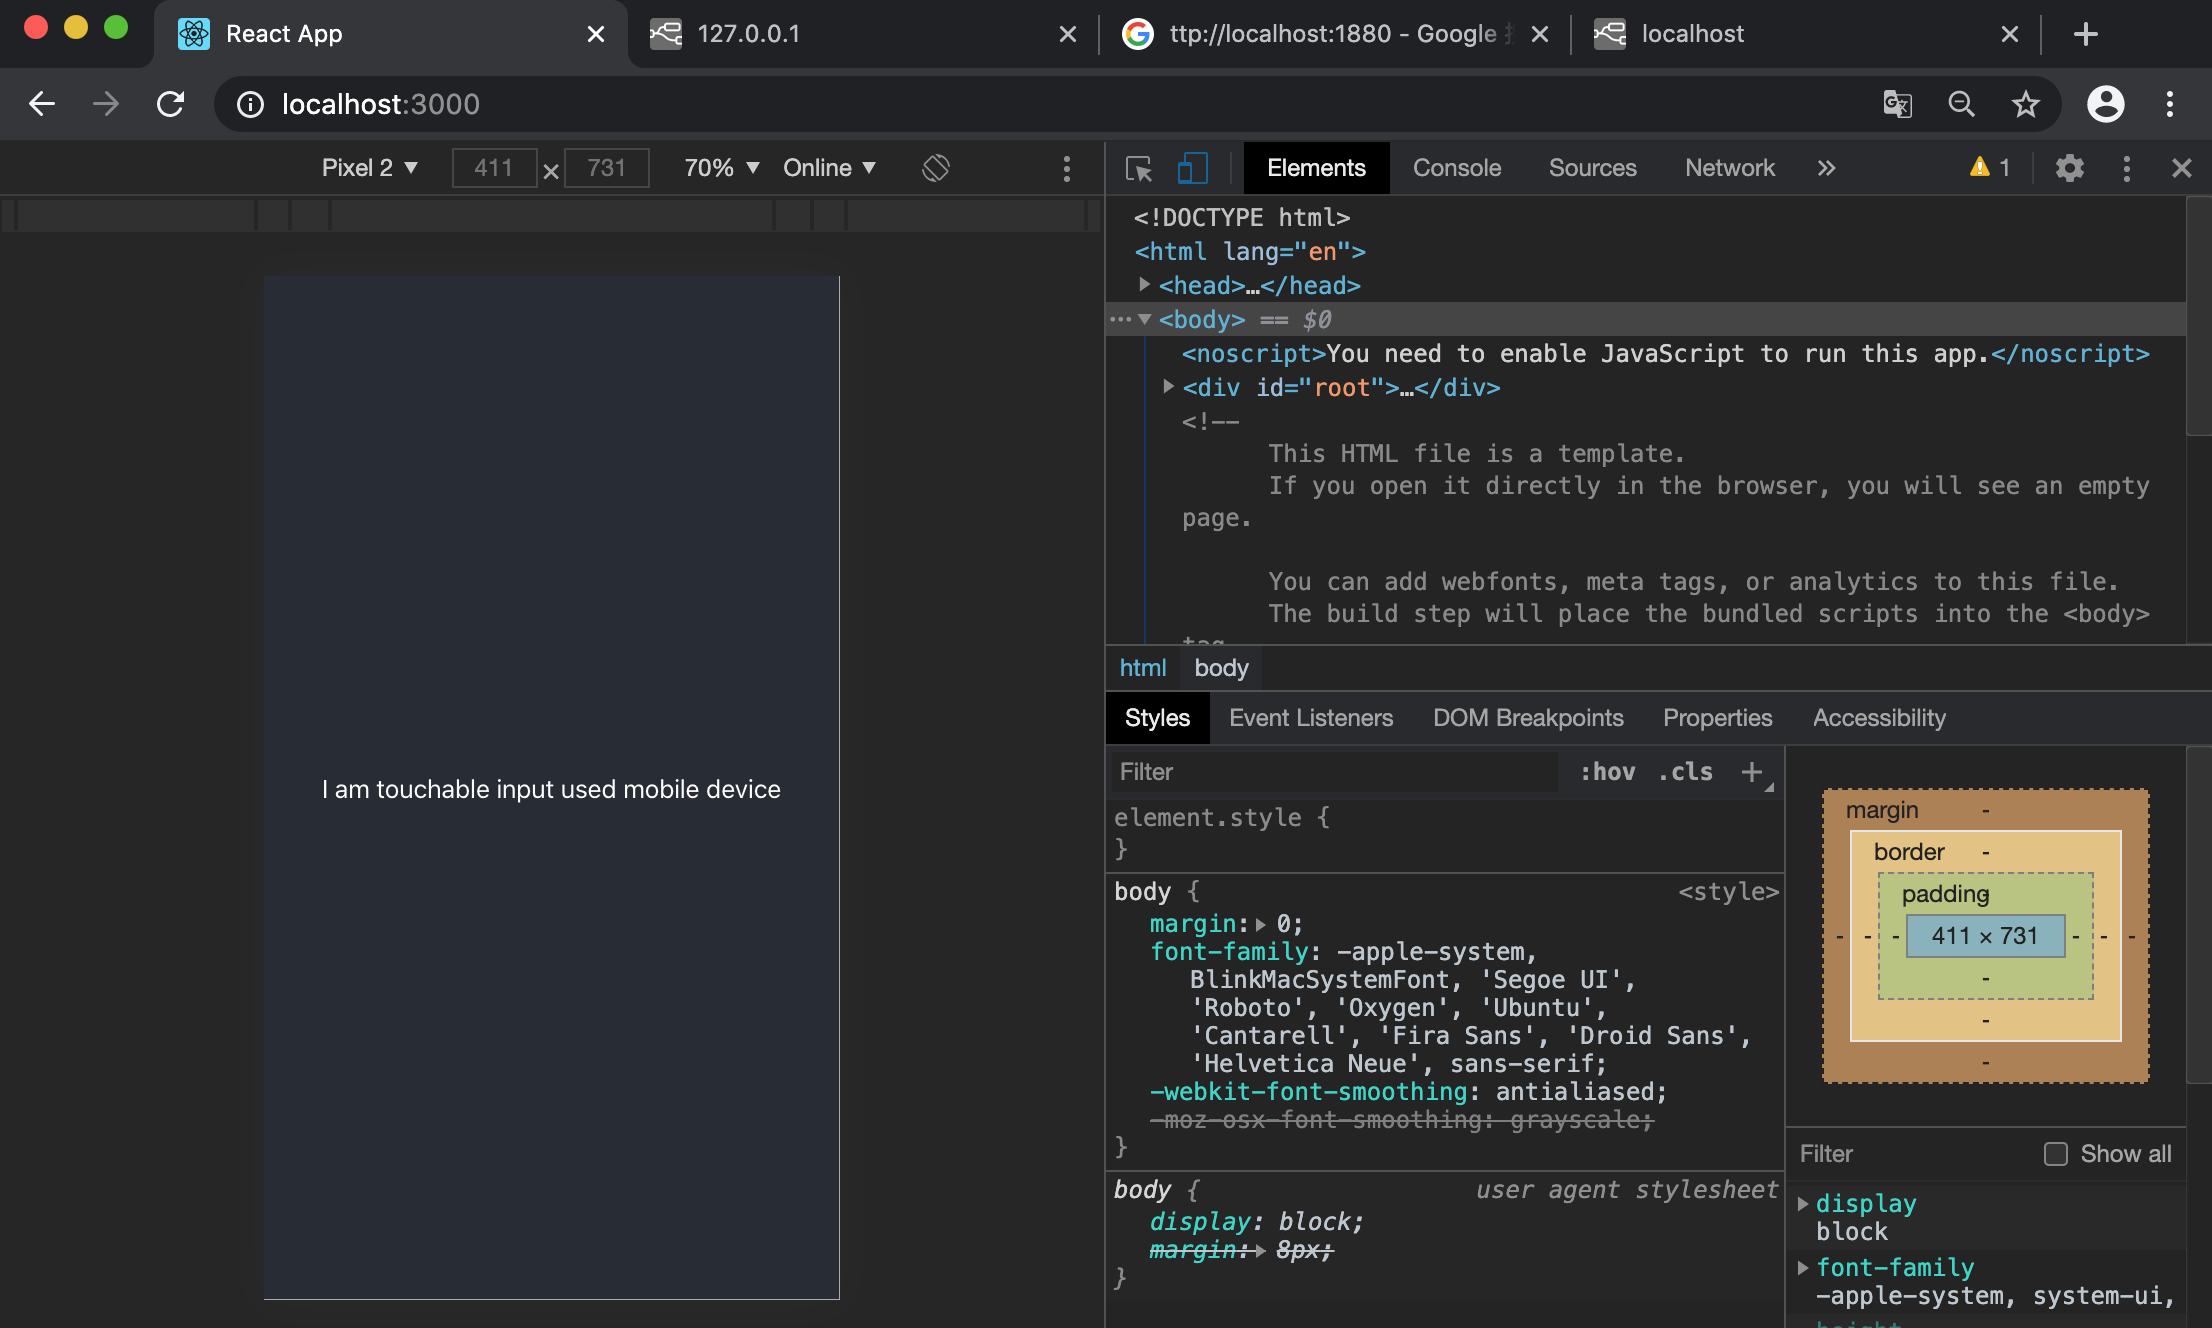 React App
127.0.0.1
ttp://localhost:1880 - Google
localhost
localhost:3000
Pixel 2 ▼ 411 × 731 70% ▼ Online ▼
Elements Console Sources Network » 1
<!DOCTYPE html>
<html lang="en">
<head>…</head>
<body> == $0
<noscript>You need to enable JavaScript to run this app.</noscript>
<div id="root">…</div>
<!--
This HTML file is a template.
If you open it directly in the browser, you will see an empty
page.
You can add webfonts, meta tags, or analytics to this file.
The build step will place the bundled scripts into the <body>
tag.
html body
I am touchable input used mobile device
Styles Event Listeners DOM Breakpoints Properties Accessibility
Filter :hov .cls +
element.style {
}
body { <style>
margin: 0;
font-family: -apple-system,
BlinkMacSystemFont, 'Segoe UI',
'Roboto', 'Oxygen', 'Ubuntu',
'Cantarell', 'Fira Sans', 'Droid Sans',
'Helvetica Neue', sans-serif;
-webkit-font-smoothing: antialiased;
-moz-osx-font-smoothing: grayscale;
}
body { user agent stylesheet
display: block;
margin: 8px;
}
margin -
border -
padding -
- - - 411 × 731 - - -
-
-
-
Filter Show all
display
block
font-family
-apple-system, system-ui,
height